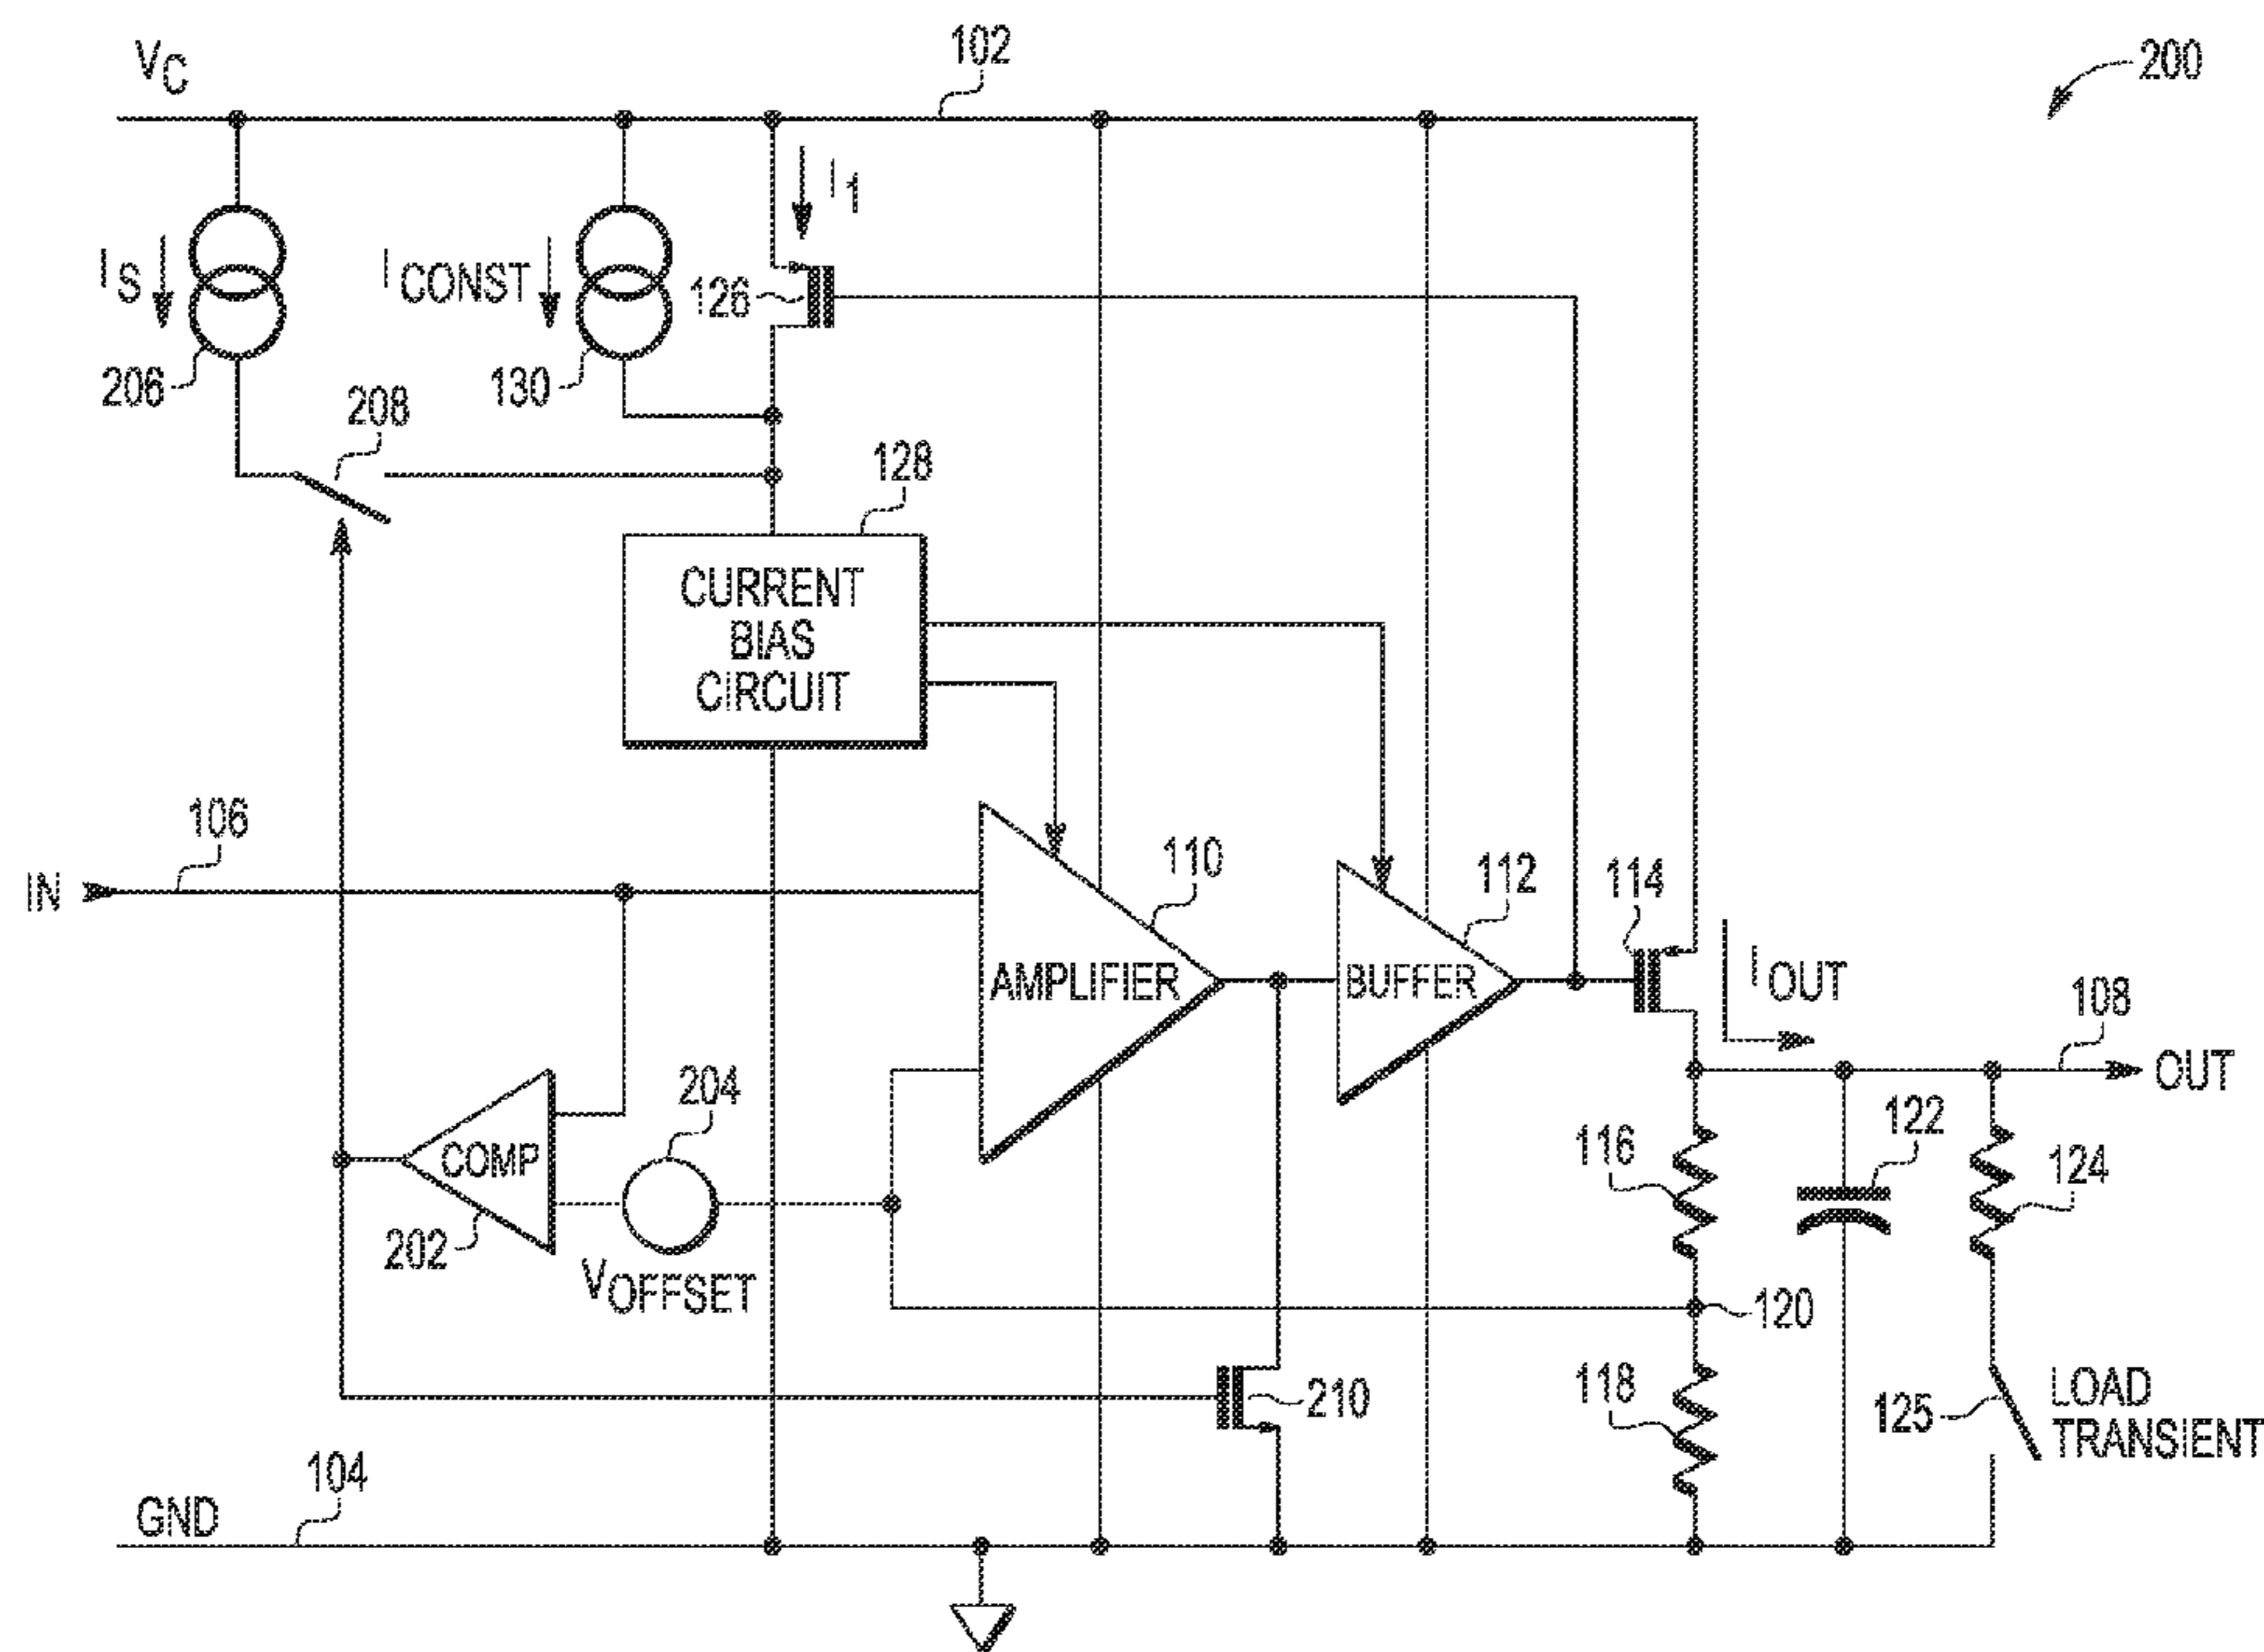 VC
102
200
I1
IS
ICONST
126
206
130
208
128
CURRENT
BIAS
CIRCUIT
106
IN
110
112
114
AMPLIFIER
BUFFER
IOUT
108
OUT
204
COMP
202
VOFFSET
116
122
124
120
118
210
125
LOAD
TRANSIENT
104
GND